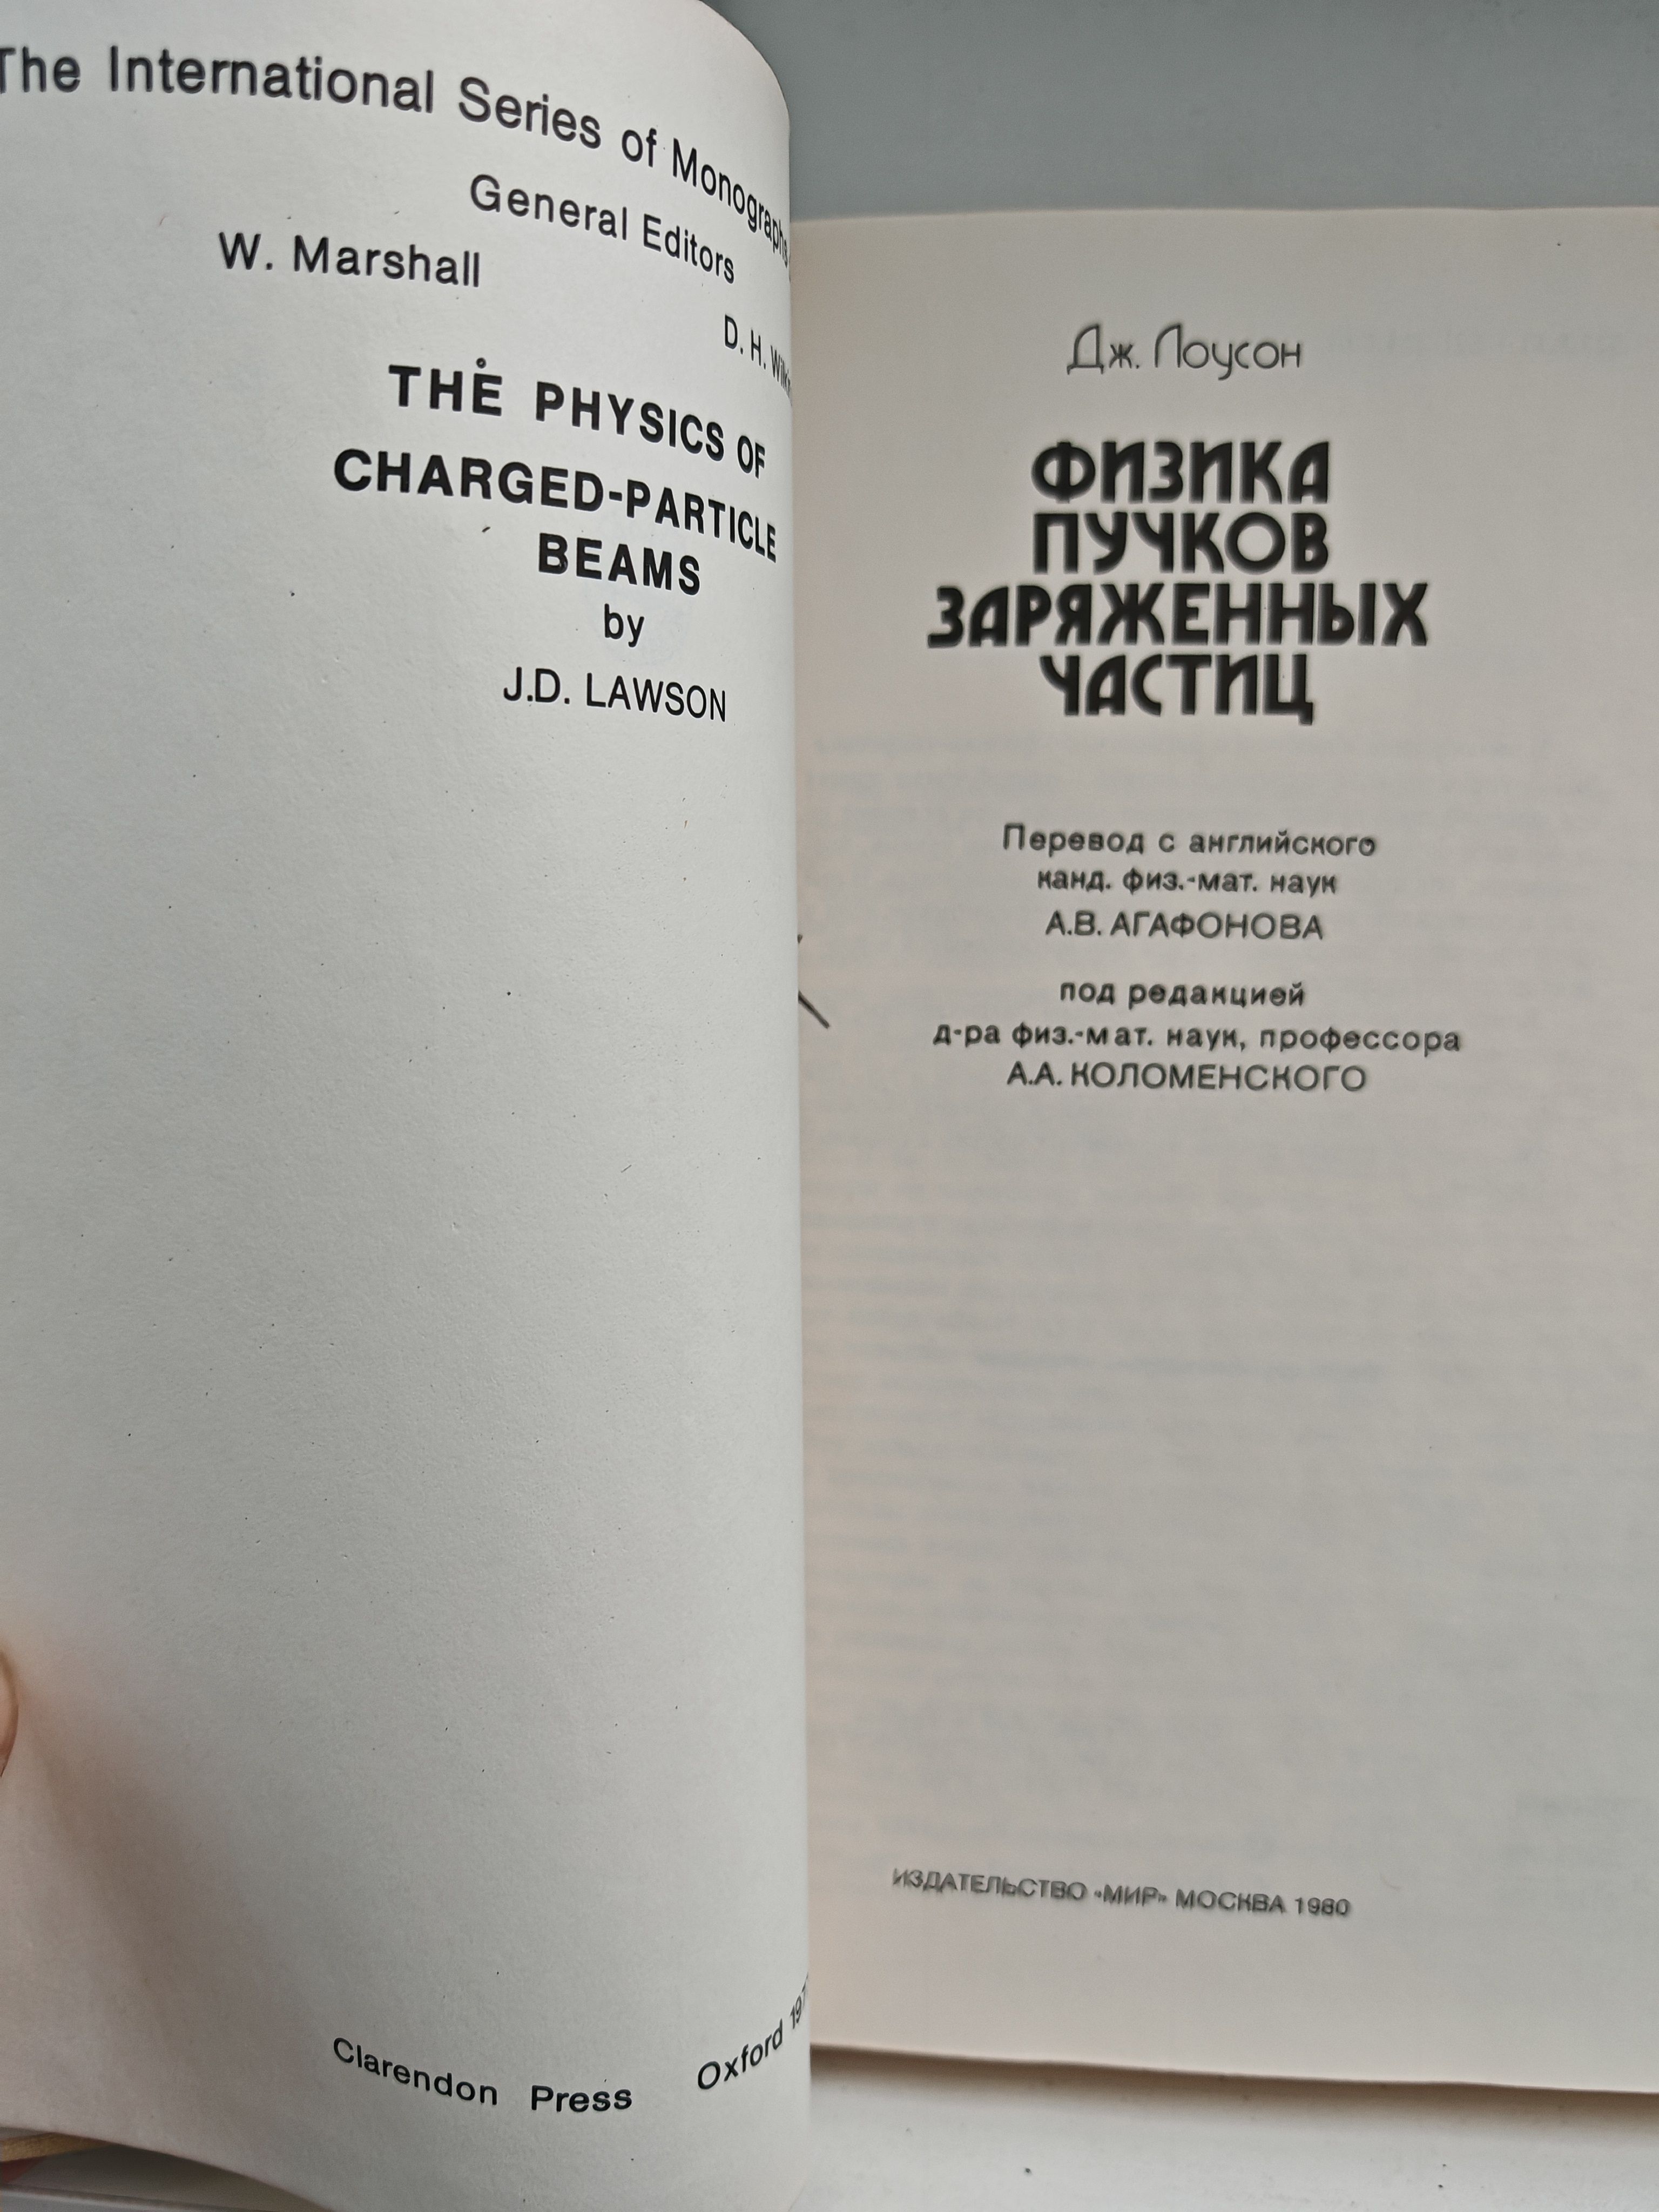 The International Series of Monographs
General Editors
W. Marshall
D. H.
THE PHYSICS OF
CHARGED-PARTICLE
BEAMS
by
J.D. LAWSON
Clarendon Press Oxford
Дж. Лоусон
ФИЗИКА
ПУЧКОВ
ЗАРЯЖЕННЫХ
ЧАСТИЦ
Перевод с английского
канд. физ.-мат. наук
А.В. АГАФОНОВА
под редакцией
д-ра физ.-мат. наук, профессора
А.А. КОЛОМЕНСКОГО
ИЗДАТЕЛЬСТВО «МИР» МОСКВА 1980